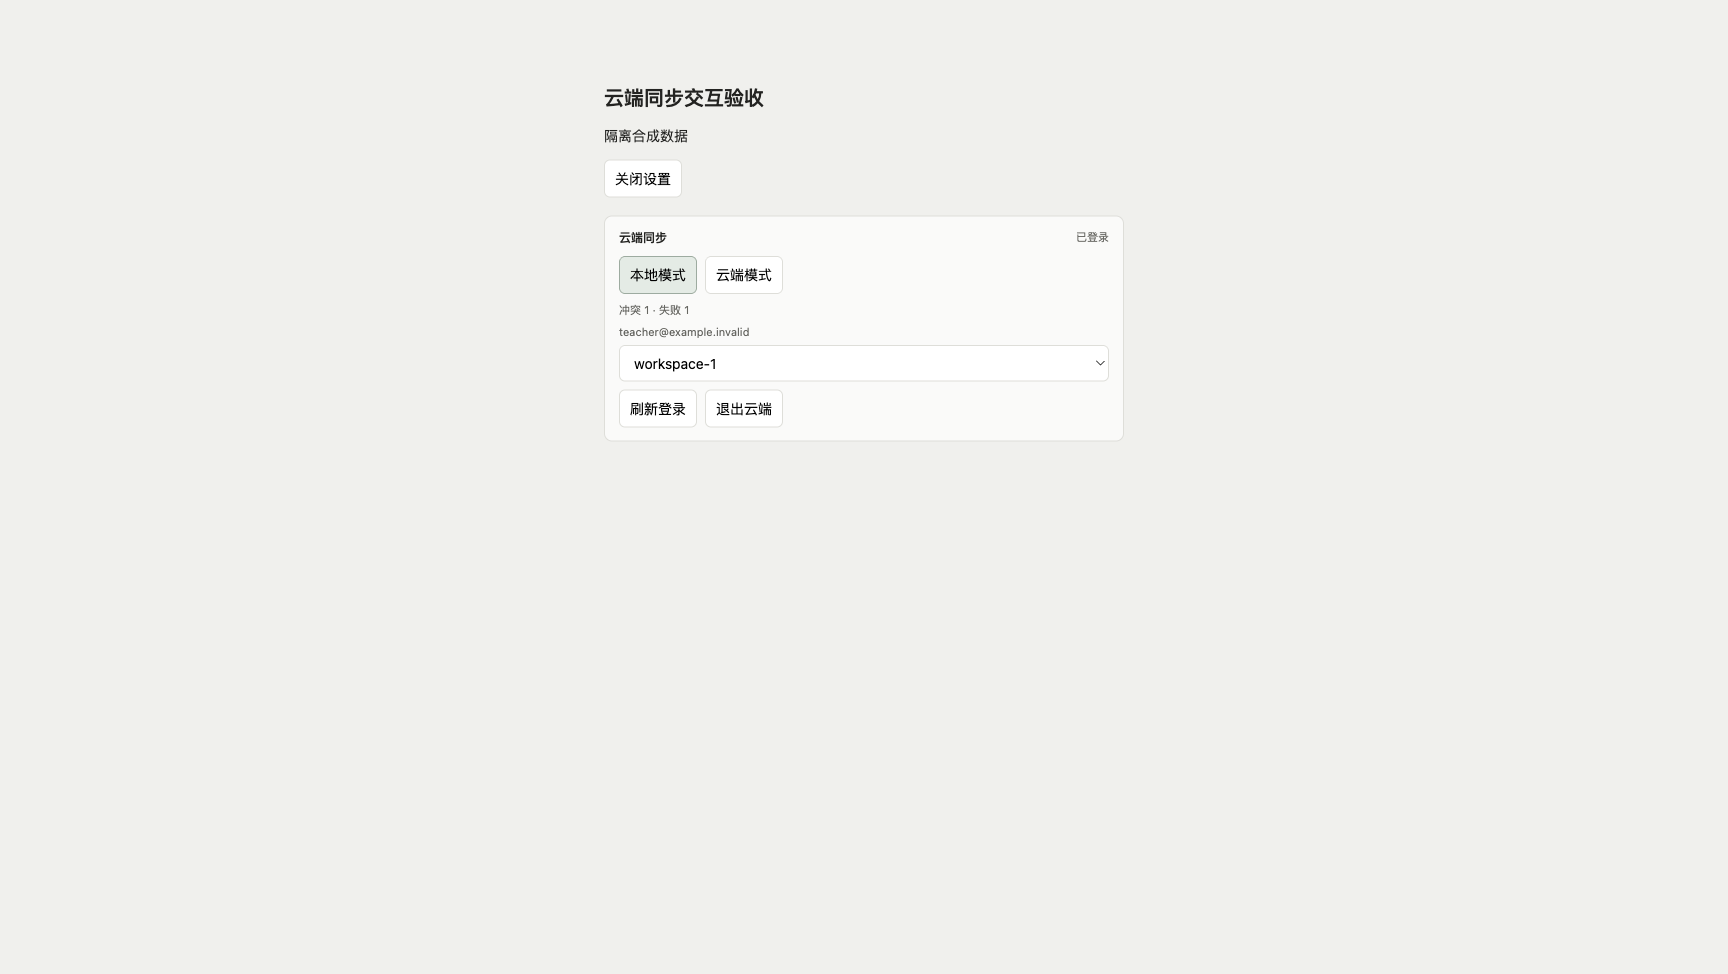 云端同步交互验收
隔离合成数据
关闭设置
云端同步 已登录
本地模式 云端模式
冲突 1 · 失败 1
teacher@example.invalid
workspace-1
刷新登录 退出云端